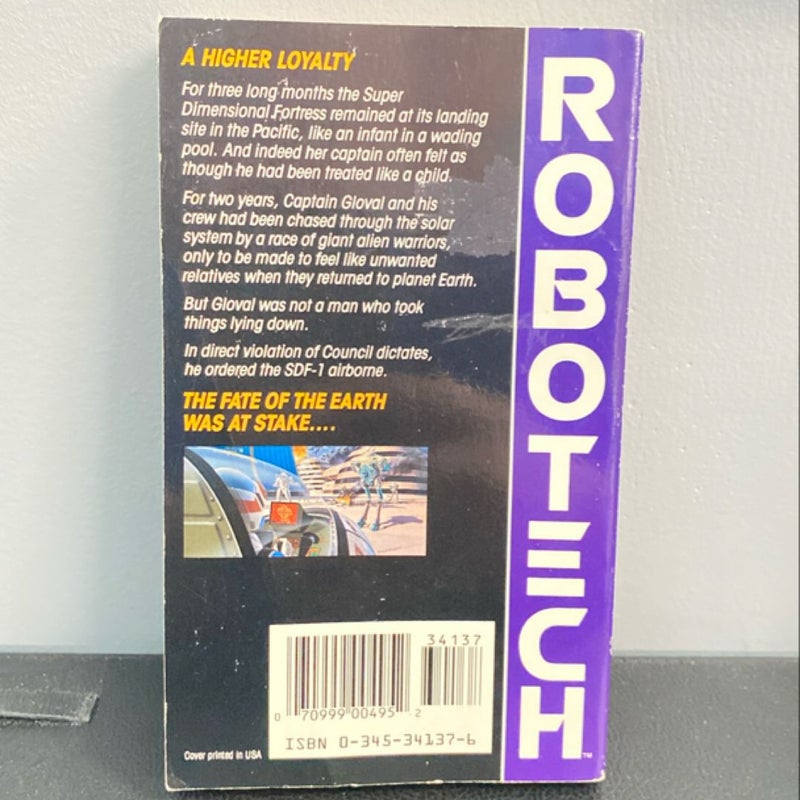 A HIGHER LOYALTY
For three long months the Super
Dimensional Fortress remained at its landing
site in the Pacific, like an infant in a wading
pool. And indeed her captain often felt as
though he had been treated like a child.
For two years, Captain Gloval and his
crew had been chased through the solar
system by a race of giant alien warriors,
only to be made to feel like unwanted
relatives when they returned to planet Earth.
But Gloval was not a man who took
things lying down.
In direct violation of Council dictates,
he ordered the SDF-1 airborne.
THE FATE OF THE EARTH
WAS AT STAKE....
34137
0 70999 00495 2
ISBN 0-345-34137-6
Cover printed in USA
ROBOTECH
TM